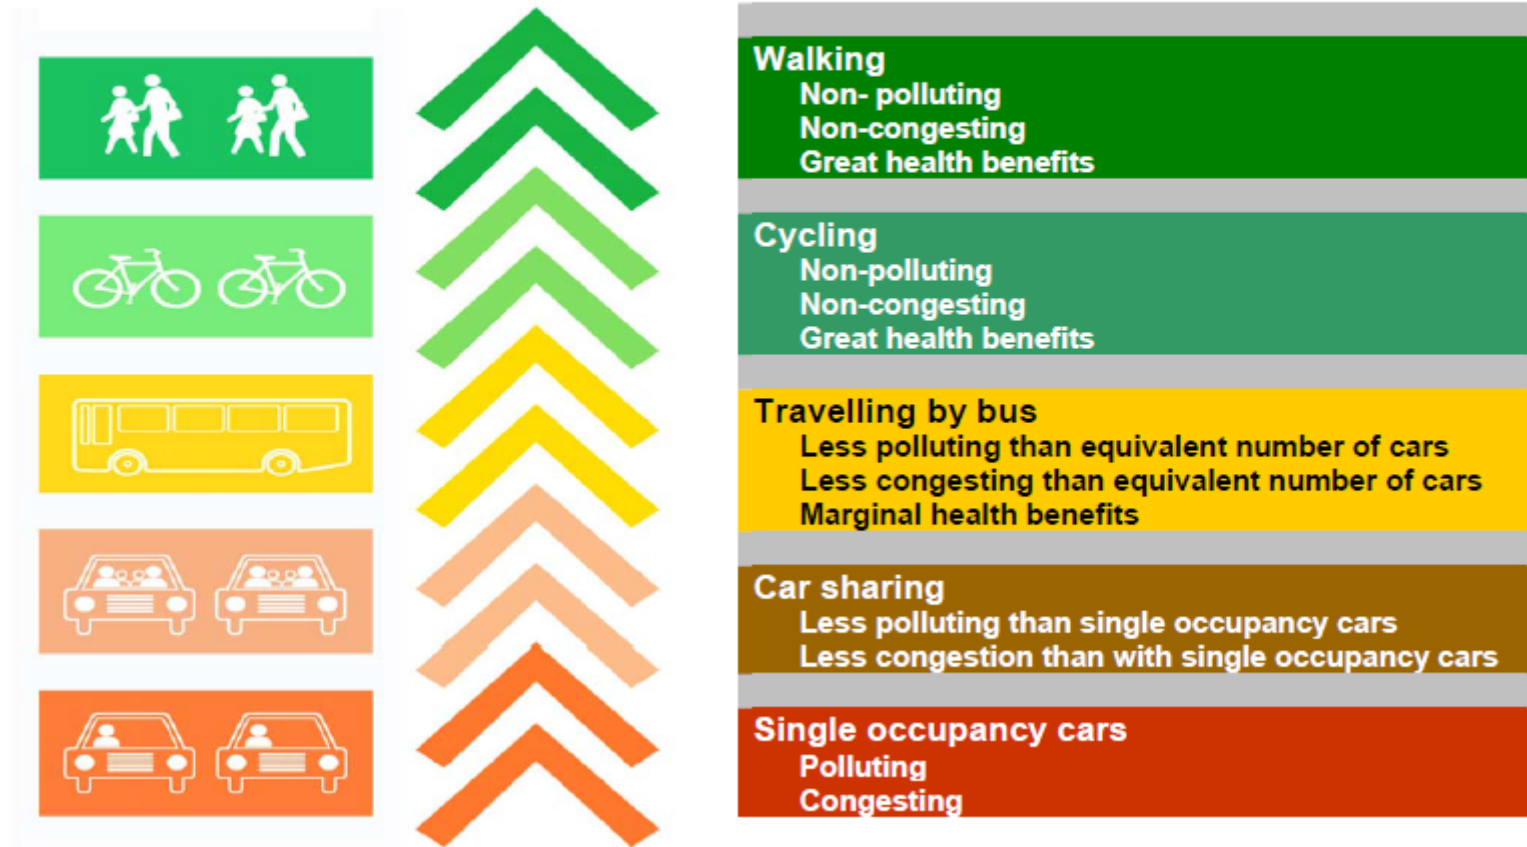 Walking
Non- polluting
Non-congesting
Great health benefits
Cycling
Non-polluting
Non-congesting
Great health benefits
Travelling by bus
Less polluting than equivalent number of cars
Less congesting than equivalent number of cars
Marginal health benefits
Car sharing
Less polluting than single occupancy cars
Less congestion than with single occupancy cars
Single occupancy cars
Polluting
Congesting